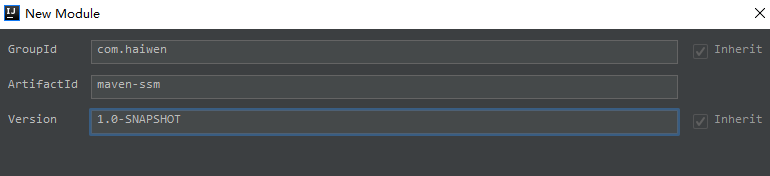 New Module
GroupId com.haiwen Inherit
ArtifactId maven-ssm
Version 1.0-SNAPSHOT Inherit